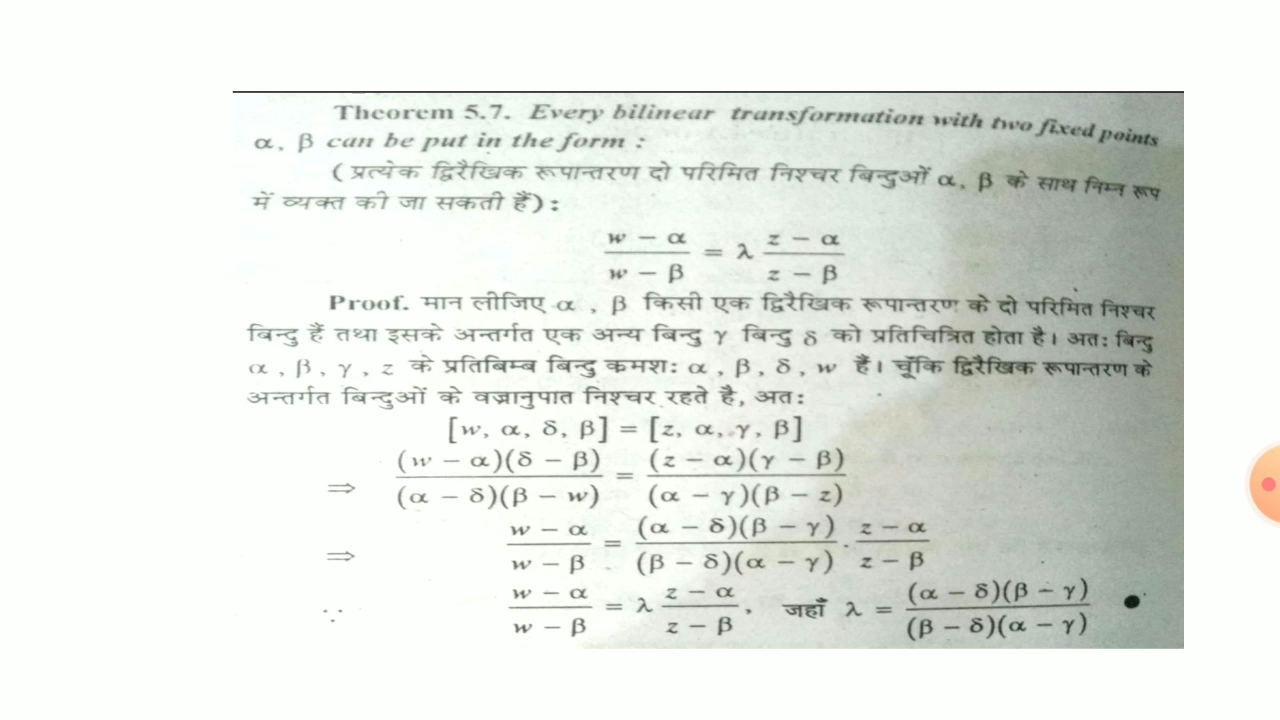 Theorem 5.7. Every bilinear transformation with two fixed points
α, β can be put in the form :
( प्रत्येक द्विरैखिक रूपान्तरण दो परिमित निश्चर बिन्दुओं α, β के साथ निम्न रूप
में व्यक्त की जा सकती हैं) :
(w − α)/(w − β) = λ (z − α)/(z − β)
Proof. मान लीजिए α , β किसी एक द्विरैखिक रूपान्तरण के दो परिमित निश्चर
बिन्दु हैं तथा इसके अन्तर्गत एक अन्य बिन्दु γ बिन्दु δ को प्रतिचित्रित होता है। अतः बिन्दु
α , β , γ , z के प्रतिबिम्ब बिन्दु कमशः α , β , δ , w हैं। चूँकि द्विरैखिक रूपान्तरण के
अन्तर्गत बिन्दुओं के वज्रानुपात निश्चर रहते है, अतः
[w, α, δ, β] = [z, α, γ, β]
⇒ (w − α)(δ − β)/(α − δ)(β − w) = (z − α)(γ − β)/(α − γ)(β − z)
⇒ (w − α)/(w − β) = (α − δ)(β − γ)/(β − δ)(α − γ) . (z − α)/(z − β)
∵ (w − α)/(w − β) = λ (z − α)/(z − β), जहाँ λ = (α − δ)(β − γ)/(β − δ)(α − γ) ●